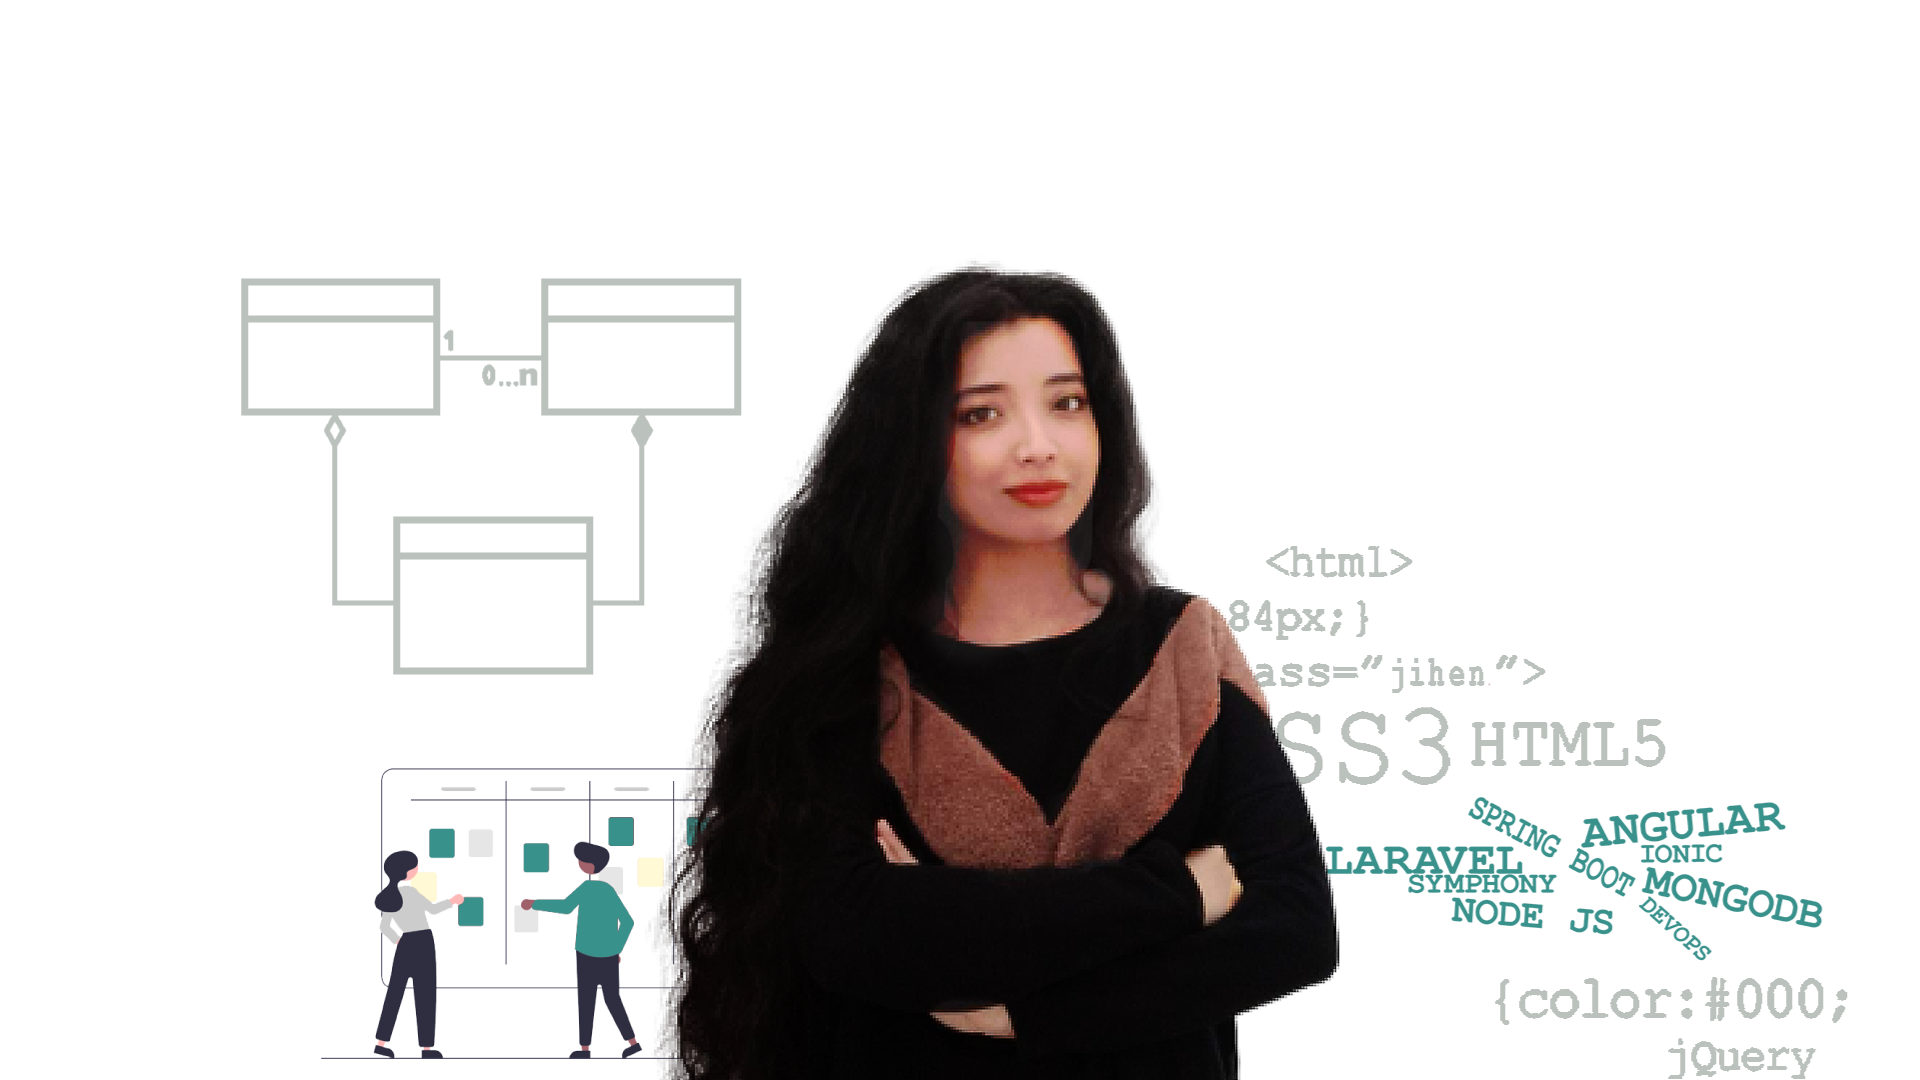 1
0...n
<html>
84px;}
ass="jihen">
SS3 HTML5
SPRING BOOT
ANGULAR
IONIC
LARAVEL
SYMPHONY
MONGODB
NODE JS
DEVOPS
{color:#000;
jQuery